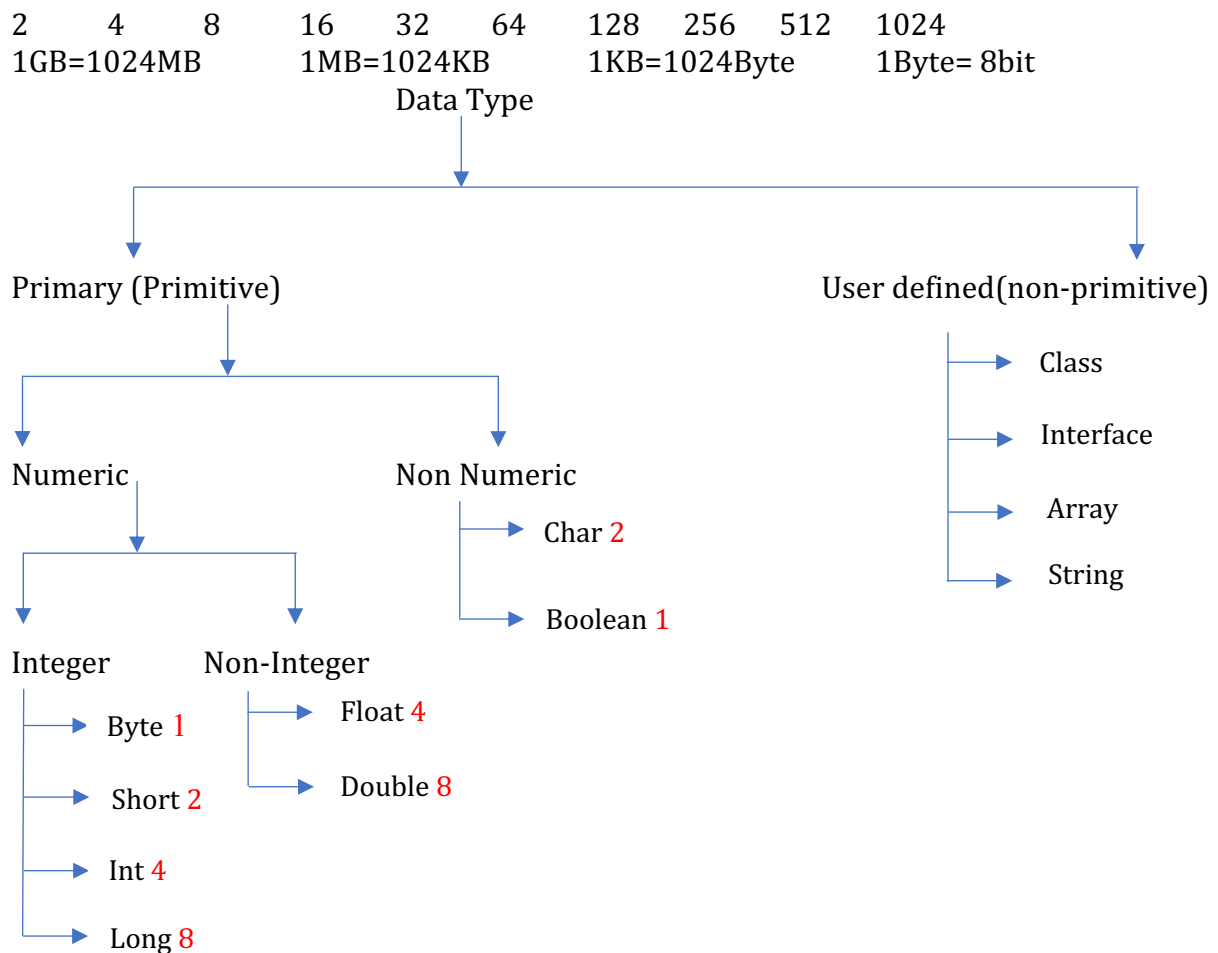 2 4 8 16 32 64 128 256 512 1024
1GB=1024MB 1MB=1024KB 1KB=1024Byte 1Byte= 8bit
Data Type
Primary (Primitive) User defined(non-primitive)
Class
Interface
Array
String
Numeric Non Numeric
Char 2
Boolean 1
Integer Non-Integer
Byte 1
Short 2
Int 4
Long 8
Float 4
Double 8